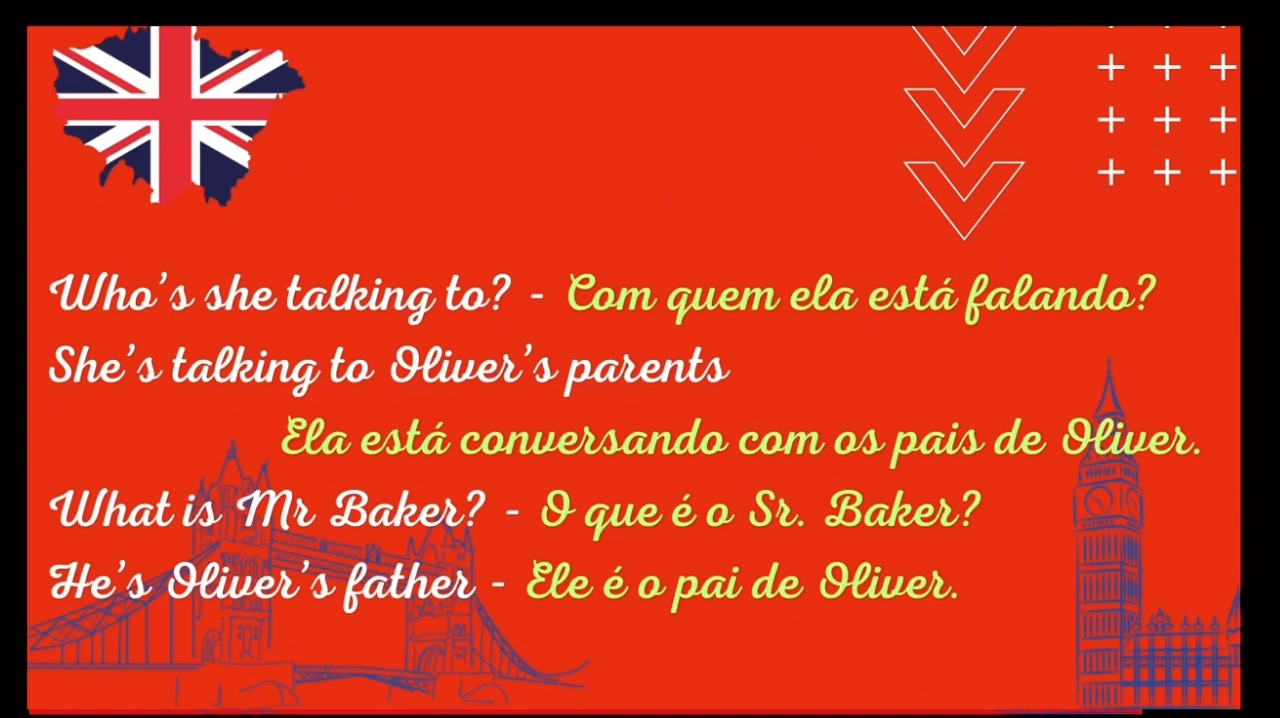 Who's she talking to? - Com quem ela está falando?
She's talking to Oliver's parents
Ela está conversando com os pais de Oliver.
What is Mr Baker? - O que é o Sr. Baker?
He's Oliver's father - Ele é o pai de Oliver.